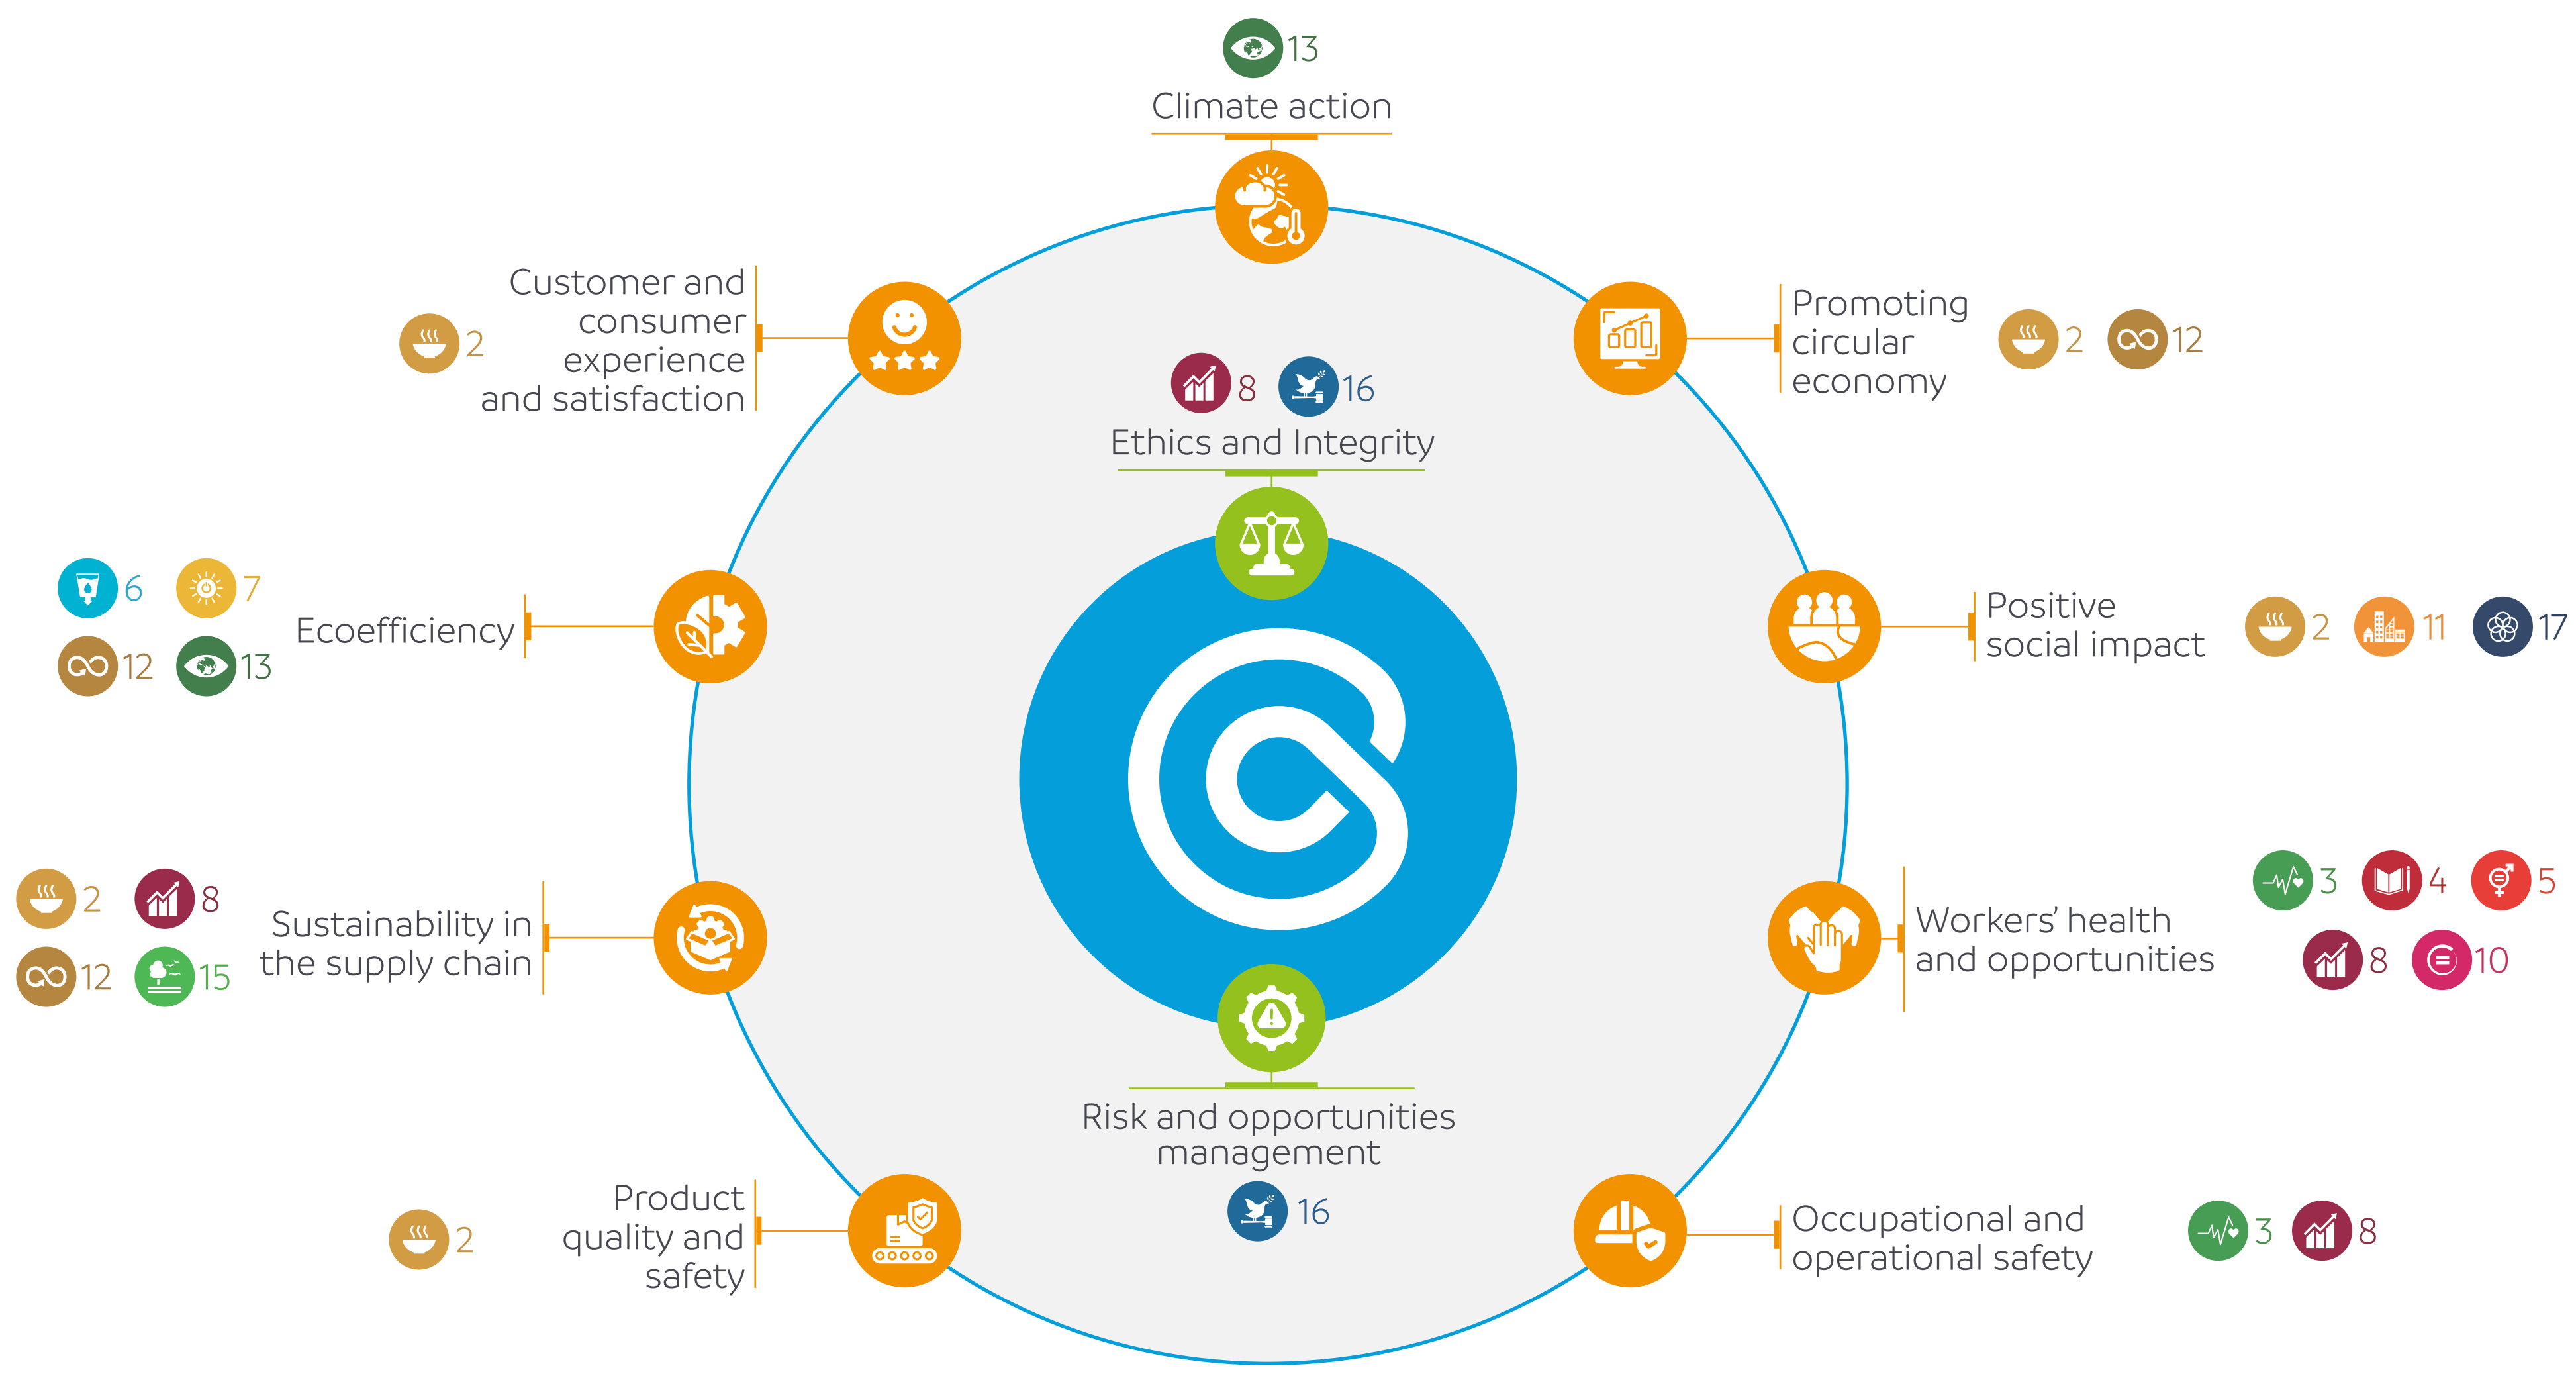 13
Climate action
Customer and
consumer
experience
and satisfaction
2
Promoting
circular
economy
2 12
8 16
Ethics and Integrity
6 7
12 13
Ecoefficiency
Positive
social impact
2 11 17
2 8
12 15
Sustainability in
the supply chain
Workers’ health
and opportunities
3 4 5
8 10
Risk and opportunities
management
16
Product
quality and
safety
2
Occupational and
operational safety
3 8